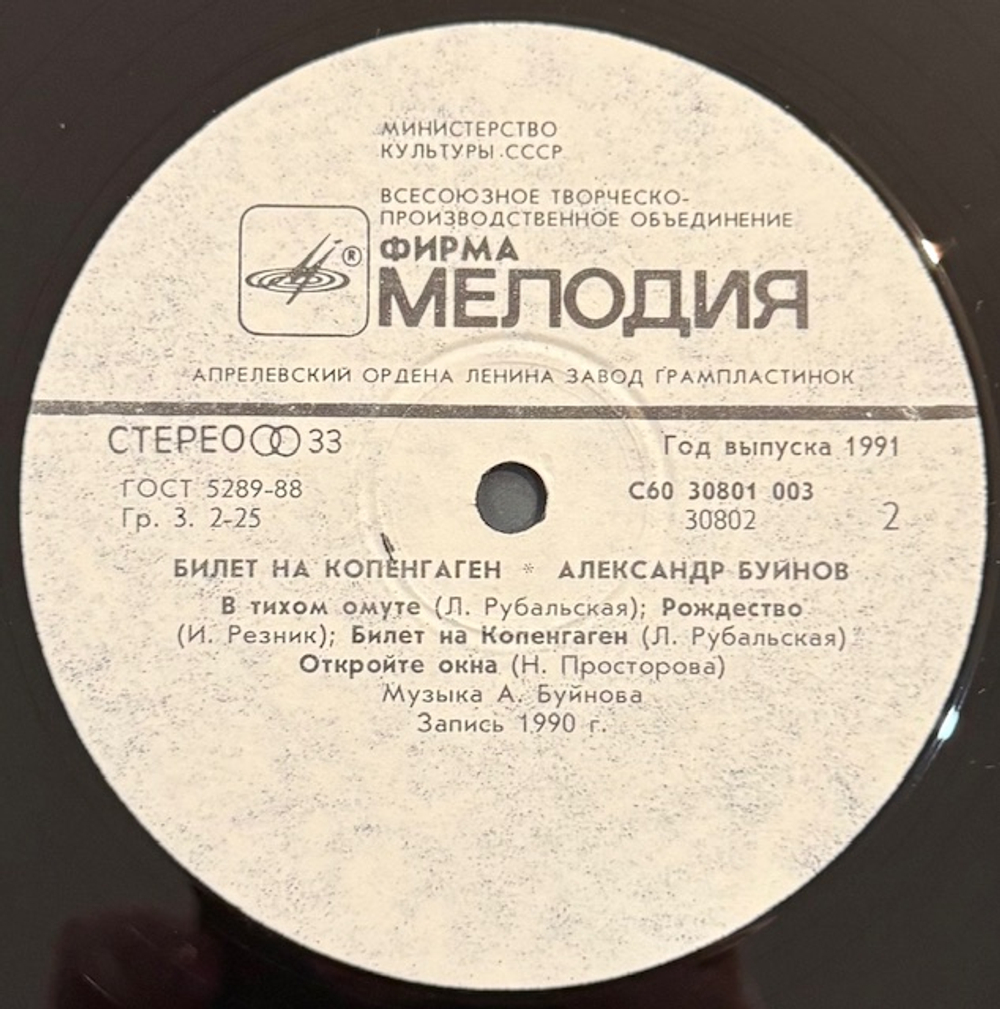 МИНИСТЕРСТВО
КУЛЬТУРЫ СССР
ВСЕСОЮЗНОЕ ТВОРЧЕСКО-
ПРОИЗВОДСТВЕННОЕ ОБЪЕДИНЕНИЕ
®
ФИРМА
МЕЛОДИЯ
АПРЕЛЕВСКИЙ ОРДЕНА ЛЕНИНА ЗАВОД ГРАМПЛАСТИНОК
СТЕРЕО 33
Год выпуска 1991
ГОСТ 5289-88
С60 30801 003
Гр. 3. 2-25
30802
2
БИЛЕТ НА КОПЕНГАГЕН * АЛЕКСАНДР БУЙНОВ
В тихом омуте (Л. Рубальская); Рождество
(И. Резник); Билет на Копенгаген (Л. Рубальская)
Откройте окна (Н. Просторова)
Музыка А. Буйнова
Запись 1990 г.